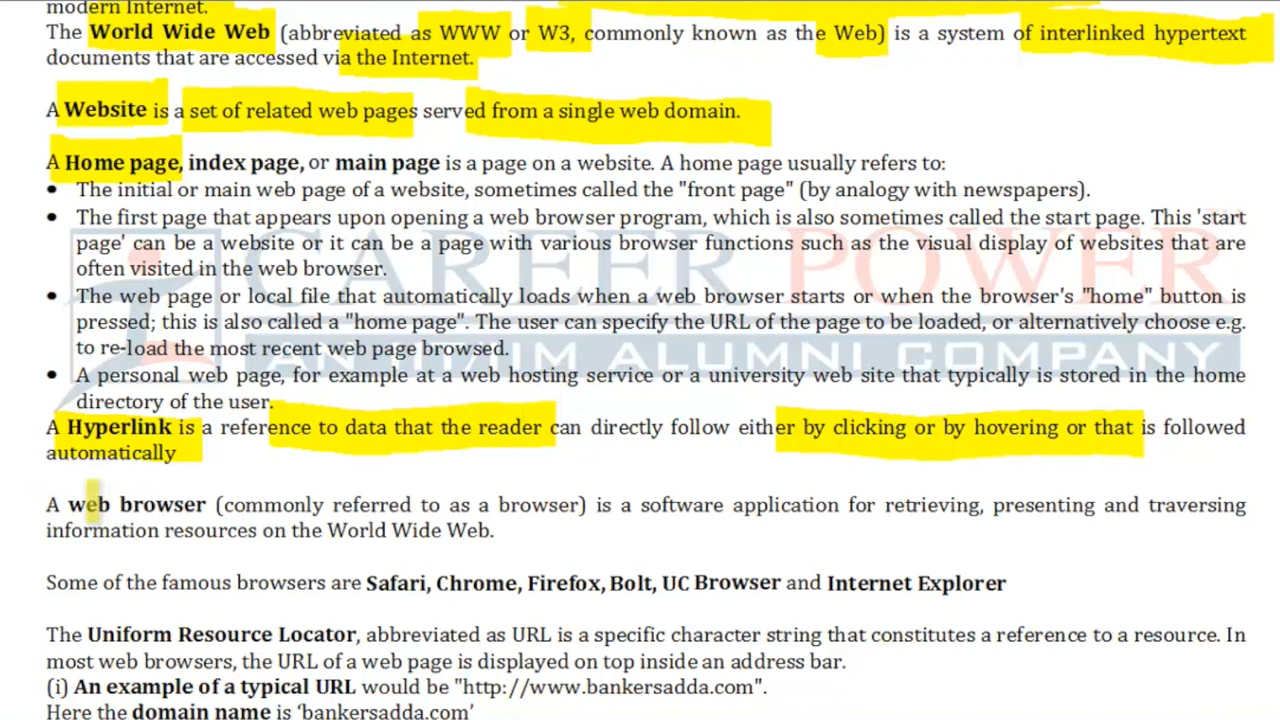 modern Internet.
The World Wide Web (abbreviated as WWW or W3, commonly known as the Web) is a system of interlinked hypertext
documents that are accessed via the Internet.
A Website is a set of related web pages served from a single web domain.
A Home page, index page, or main page is a page on a website. A home page usually refers to:
• The initial or main web page of a website, sometimes called the "front page" (by analogy with newspapers).
• The first page that appears upon opening a web browser program, which is also sometimes called the start page. This 'start
page' can be a website or it can be a page with various browser functions such as the visual display of websites that are
often visited in the web browser.
• The web page or local file that automatically loads when a web browser starts or when the browser's "home" button is
pressed; this is also called a "home page". The user can specify the URL of the page to be loaded, or alternatively choose e.g.
to re-load the most recent web page browsed.
• A personal web page, for example at a web hosting service or a university web site that typically is stored in the home
directory of the user.
A Hyperlink is a reference to data that the reader can directly follow either by clicking or by hovering or that is followed
automatically
A web browser (commonly referred to as a browser) is a software application for retrieving, presenting and traversing
information resources on the World Wide Web.
Some of the famous browsers are Safari, Chrome, Firefox, Bolt, UC Browser and Internet Explorer
The Uniform Resource Locator, abbreviated as URL is a specific character string that constitutes a reference to a resource. In
most web browsers, the URL of a web page is displayed on top inside an address bar.
(i) An example of a typical URL would be "http://www.bankersadda.com".
Here the domain name is ‘bankersadda.com’
CAREER POWER
AN IIT/IIM ALUMNI COMPANY